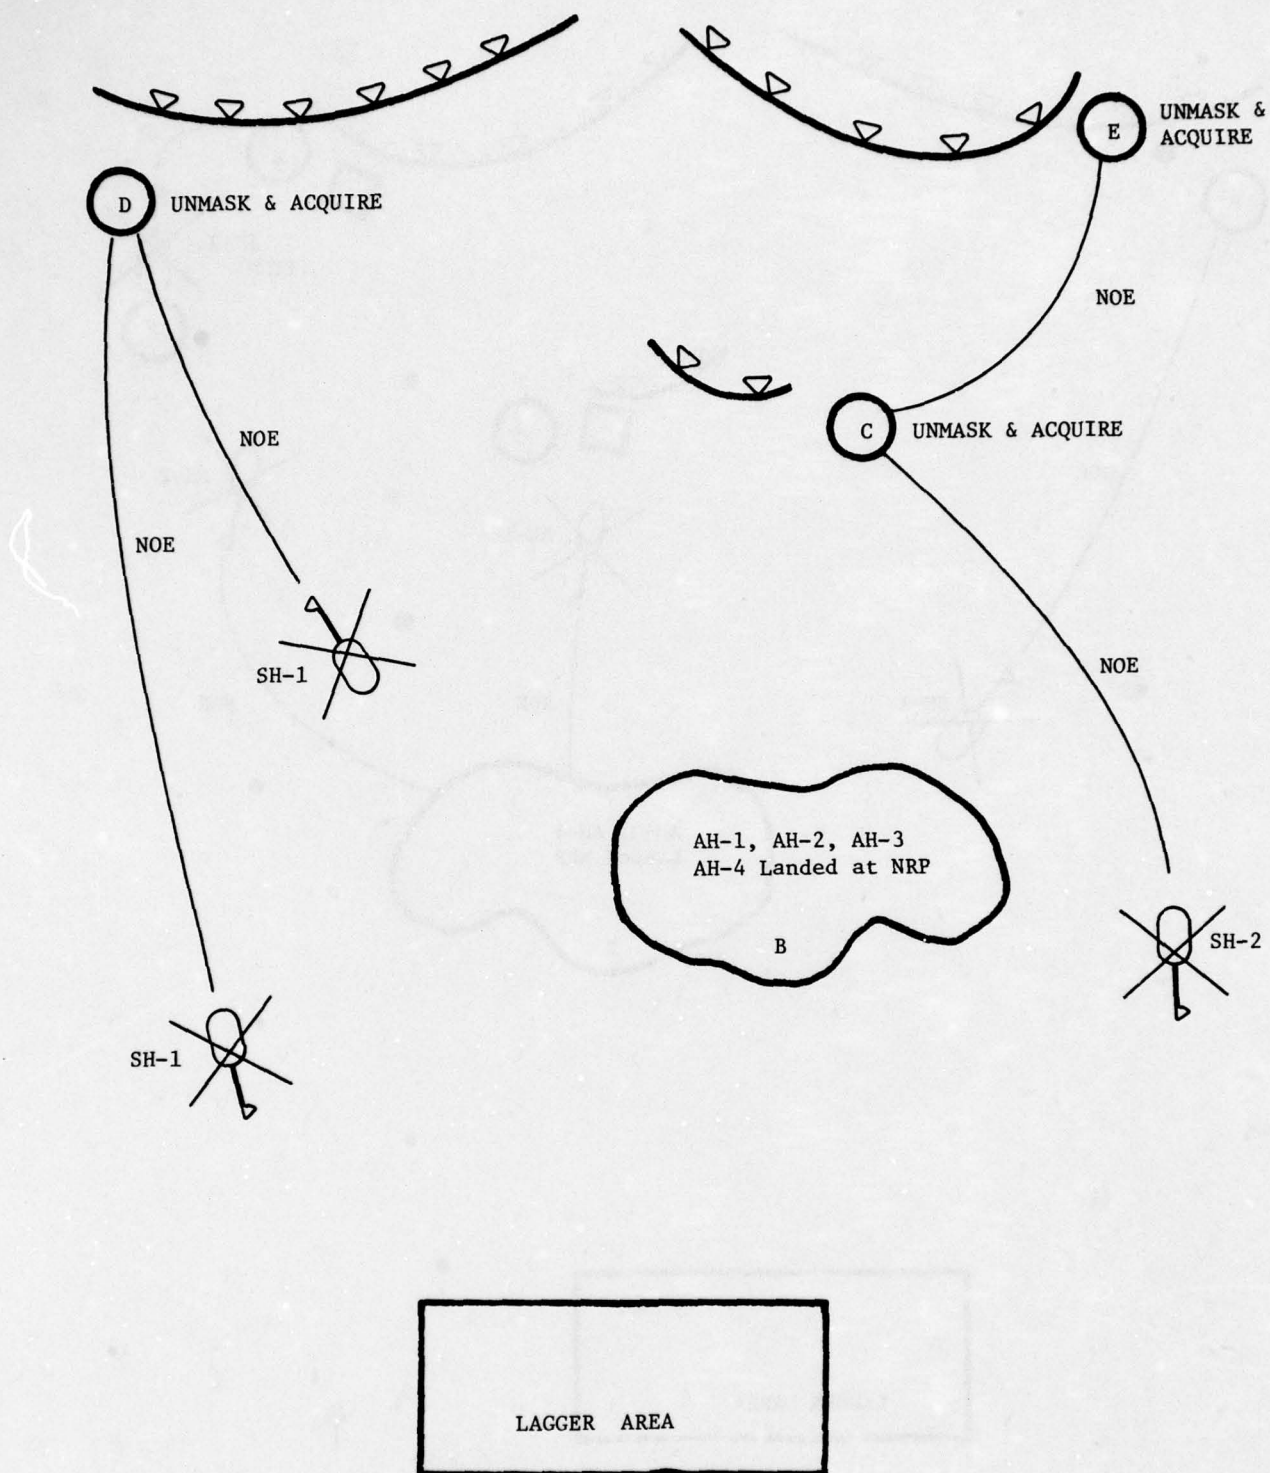 UNMASK &
ACQUIRE
E
D
UNMASK & ACQUIRE
NOE
C
UNMASK & ACQUIRE
NOE
NOE
SH-1
NOE
AH-1, AH-2, AH-3
AH-4 Landed at NRP
B
SH-2
SH-1
LAGGER AREA